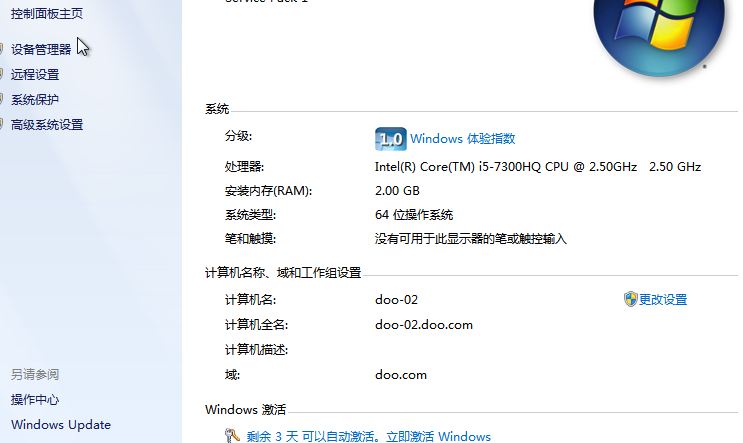 控制面板主页
设备管理器
远程设置
系统保护
高级系统设置
另请参阅
操作中心
Windows Update
Service Pack 1
系统
分级: 1.0 Windows 体验指数
处理器: Intel(R) Core(TM) i5-7300HQ CPU @ 2.50GHz 2.50 GHz
安装内存(RAM): 2.00 GB
系统类型: 64 位操作系统
笔和触摸: 没有可用于此显示器的笔或触控输入
计算机名称、域和工作组设置
计算机名: doo-02 更改设置
计算机全名: doo-02.doo.com
计算机描述:
域: doo.com
Windows 激活
剩余 3 天 可以自动激活。立即激活 Windows